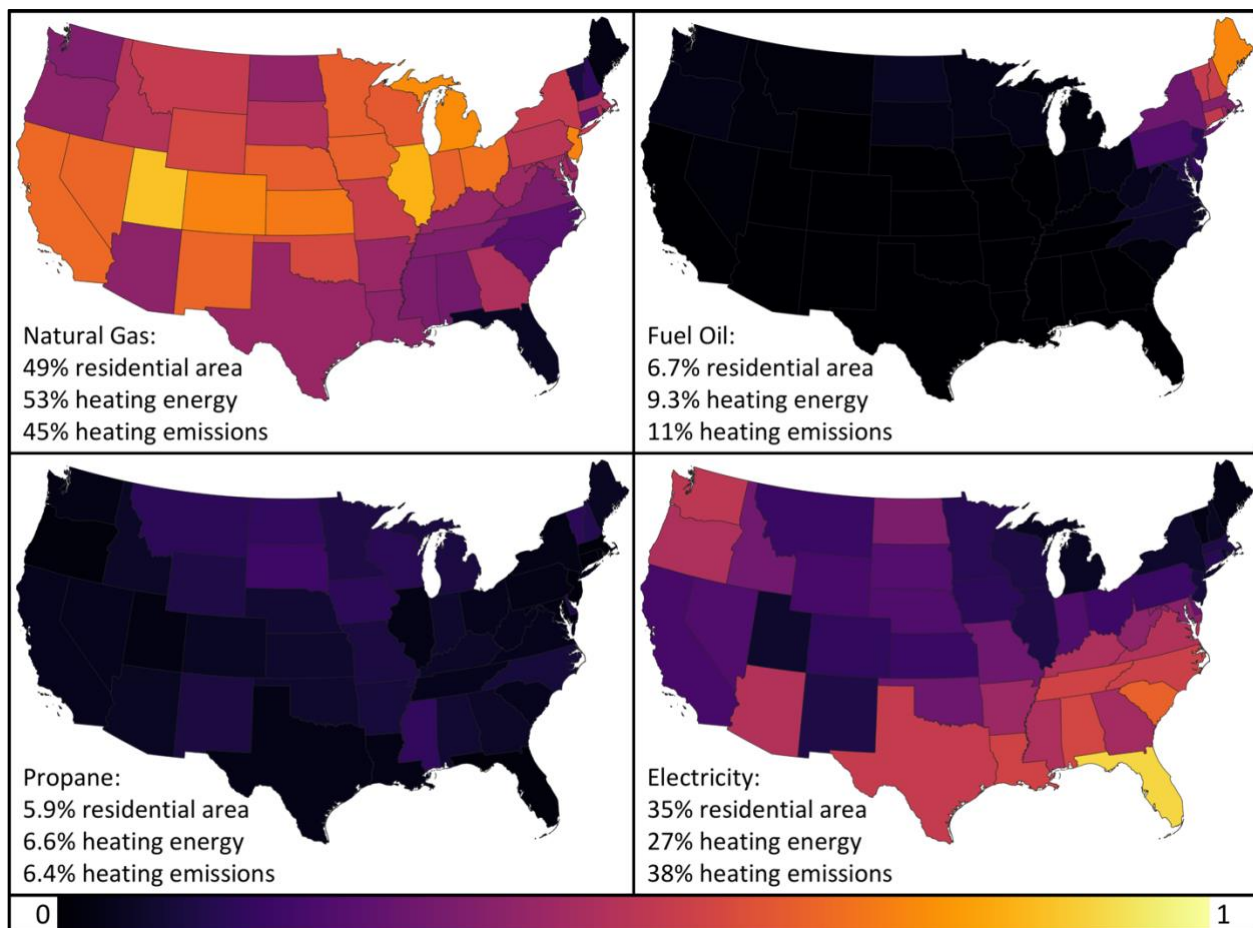 Natural Gas:
49% residential area
53% heating energy
45% heating emissions
Fuel Oil:
6.7% residential area
9.3% heating energy
11% heating emissions
Propane:
5.9% residential area
6.6% heating energy
6.4% heating emissions
Electricity:
35% residential area
27% heating energy
38% heating emissions
0
1